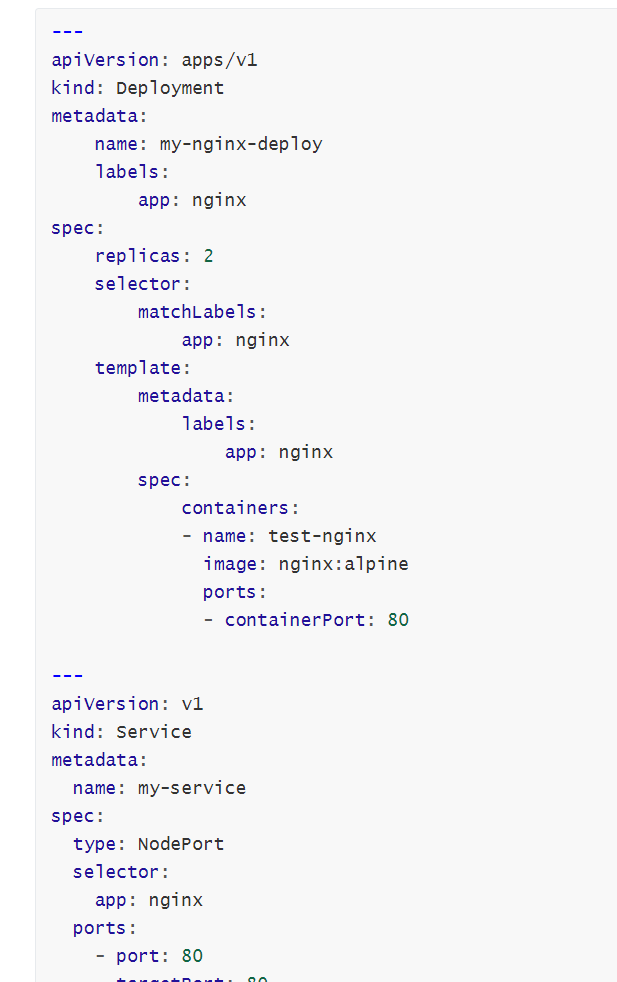 ---
apiVersion: apps/v1
kind: Deployment
metadata:
    name: my-nginx-deploy
    labels:
        app: nginx
spec:
    replicas: 2
    selector:
        matchLabels:
            app: nginx
    template:
        metadata:
            labels:
                app: nginx
        spec:
            containers:
            - name: test-nginx
              image: nginx:alpine
              ports:
              - containerPort: 80

---
apiVersion: v1
kind: Service
metadata:
  name: my-service
spec:
  type: NodePort
  selector:
    app: nginx
  ports:
    - port: 80
      targetPort: 80